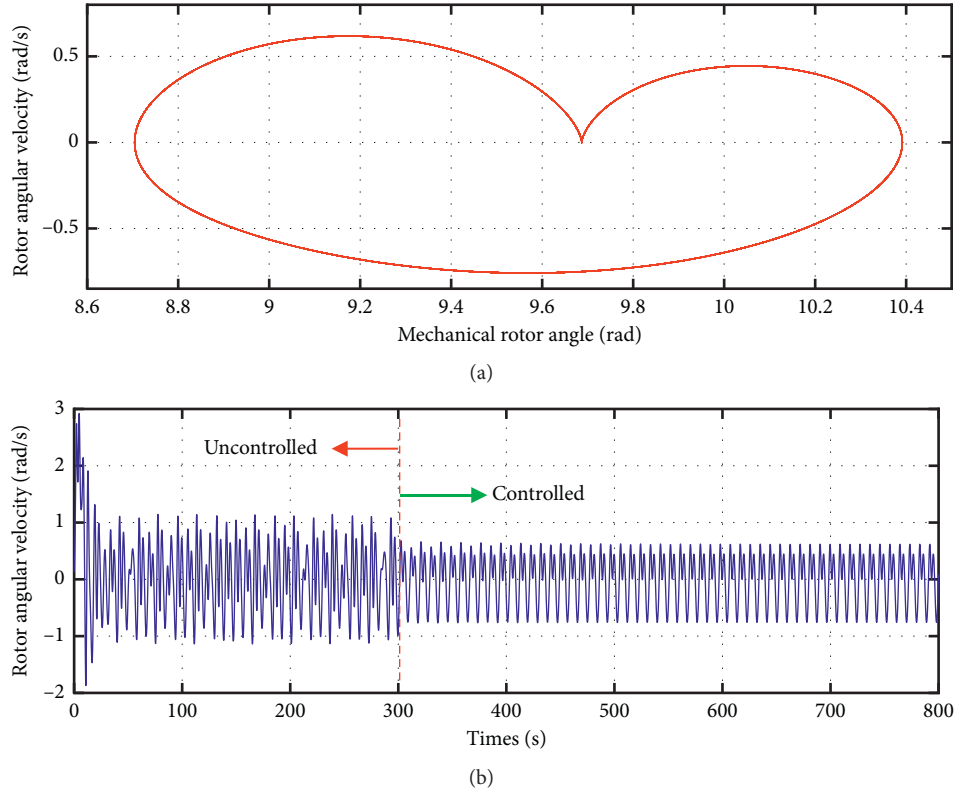 Rotor angular velocity (rad/s)
0.5
0
−0.5
8.6 8.8 9 9.2 9.4 9.6 9.8 10 10.2 10.4
Mechanical rotor angle (rad)
(a)
Rotor angular velocity (rad/s)
3
2
1
0
−1
−2
Uncontrolled
Controlled
0 100 200 300 400 500 600 700 800
Times (s)
(b)